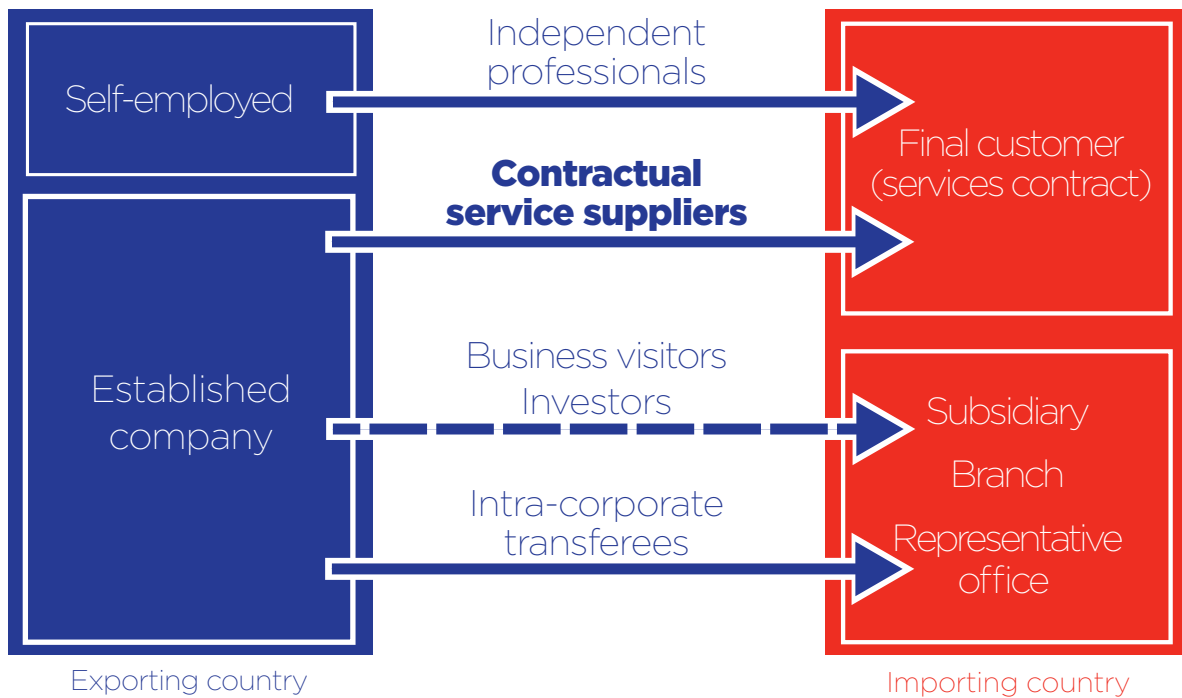 Independent
professionals
Self-employed
Final customer
(services contract)
Contractual
service suppliers
Established
company
Business visitors
Investors
Subsidiary
Branch
Representative
office
Intra-corporate
transferees
Exporting country
Importing country